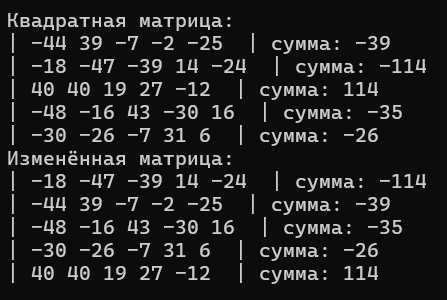 Квадратная матрица:
| -44 39 -7 -2 -25  | сумма: -39
| -18 -47 -39 14 -24  | сумма: -114
| 40 40 19 27 -12  | сумма: 114
| -48 -16 43 -30 16  | сумма: -35
| -30 -26 -7 31 6  | сумма: -26
Изменённая матрица:
| -18 -47 -39 14 -24  | сумма: -114
| -44 39 -7 -2 -25  | сумма: -39
| -48 -16 43 -30 16  | сумма: -35
| -30 -26 -7 31 6  | сумма: -26
| 40 40 19 27 -12  | сумма: 114